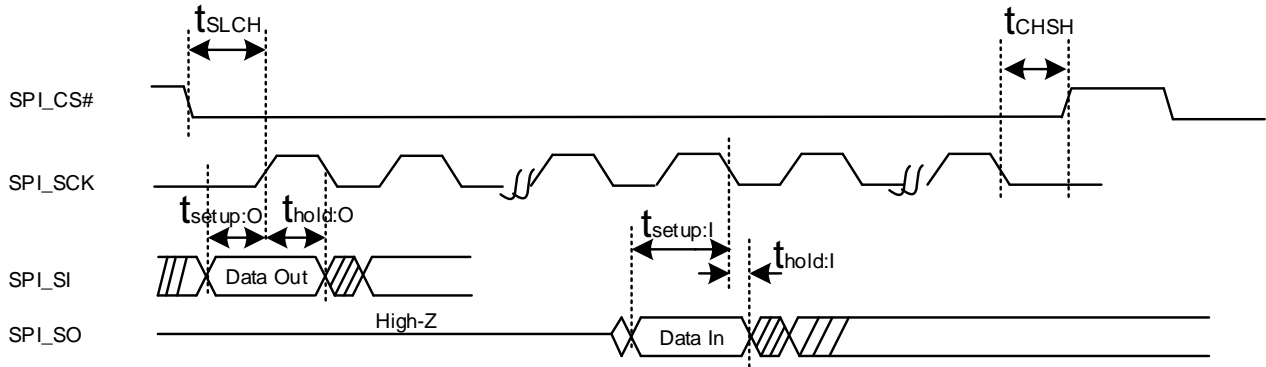 tSLCH
tCHSH
SPI_CS#
SPI_SCK
tsetup:O
thold:O
tsetup:I
thold:I
SPI_SI
Data Out
SPI_SO
High-Z
Data In